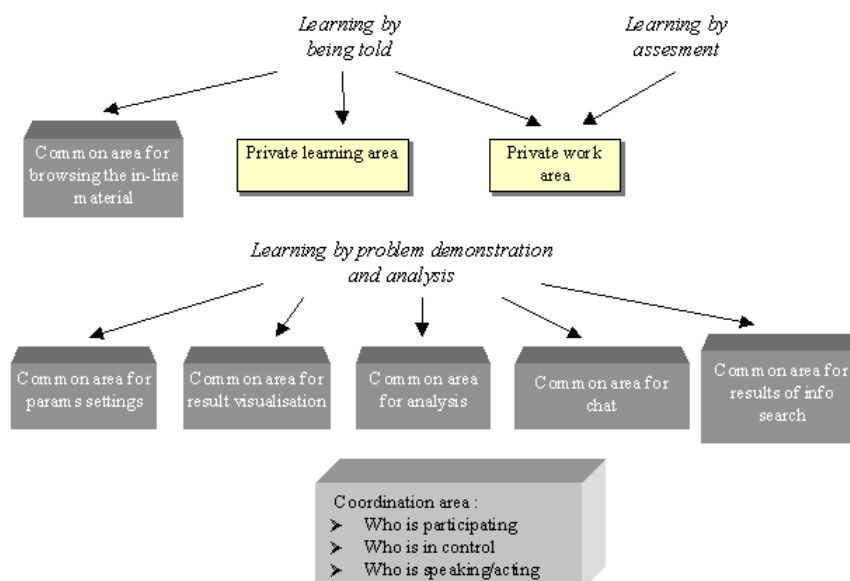 Learning by
being told
Learning by
assesment
Common area for
browsing the in-line
material
Private learning area
Private work
area
Learning by problem demonstration
and analysis
Common area for
params settings
Common area for
result visualisation
Common area
for analysis
Common area for
chat
Common area for
results of info
search
Coordination area :
➤ Who is participating
➤ Who is in control
➤ Who is speaking/acting